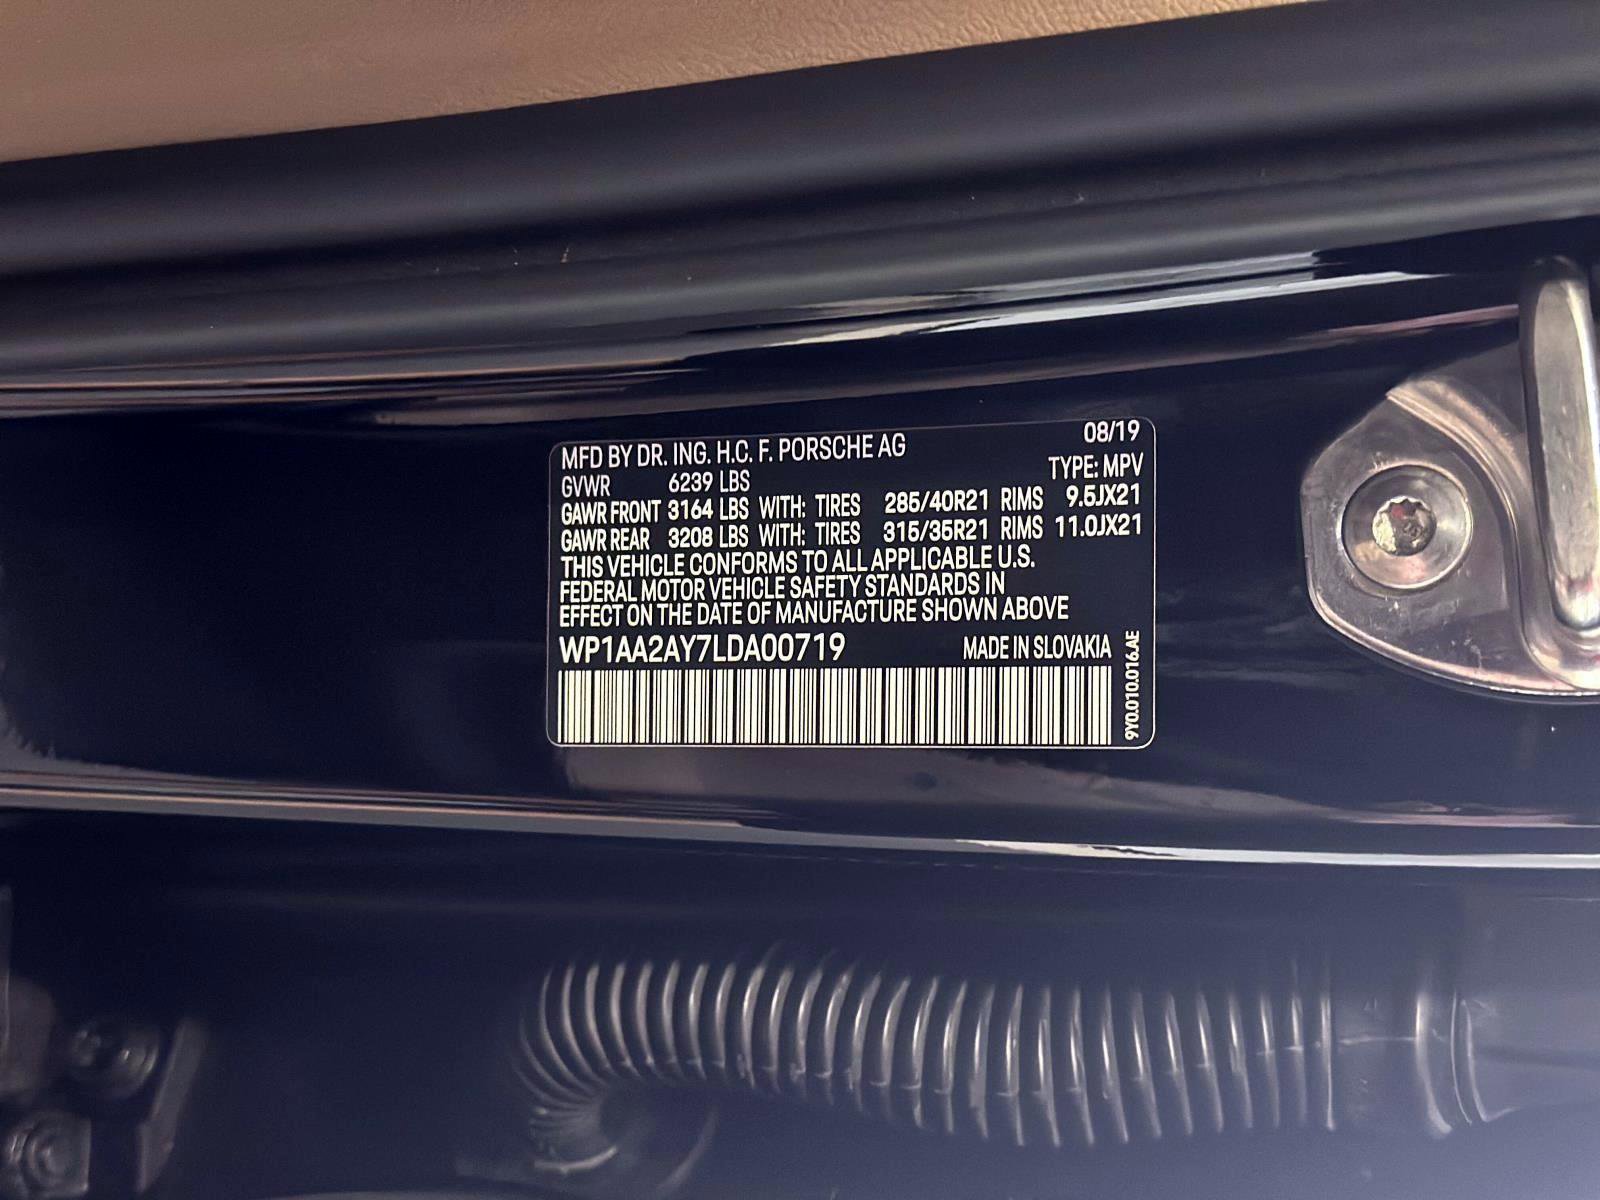 MFD BY DR. ING. H.C. F. PORSCHE AG 08/19
GVWR 6239 LBS TYPE: MPV
GAWR FRONT 3164 LBS WITH: TIRES 285/40R21 RIMS 9.5JX21
GAWR REAR 3208 LBS WITH: TIRES 315/35R21 RIMS 11.0JX21
THIS VEHICLE CONFORMS TO ALL APPLICABLE U.S.
FEDERAL MOTOR VEHICLE SAFETY STANDARDS IN
EFFECT ON THE DATE OF MANUFACTURE SHOWN ABOVE
WP1AA2AY7LDA00719 MADE IN SLOVAKIA
9Y0.010.016.AE